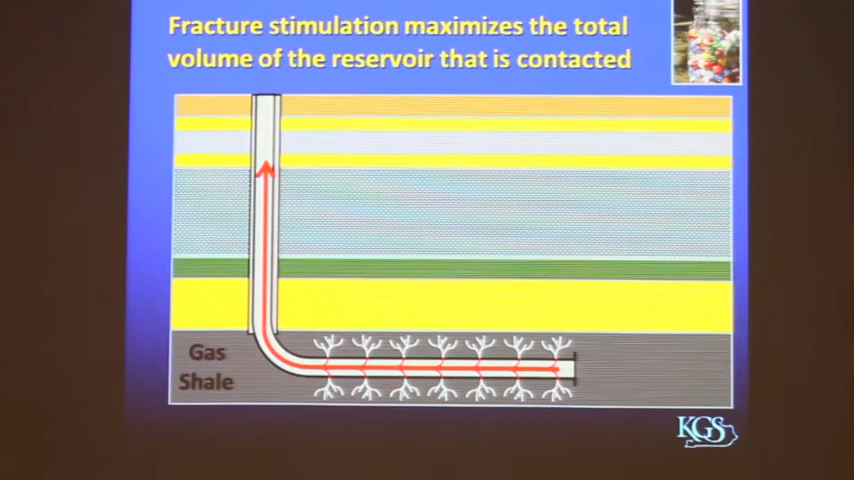 Fracture stimulation maximizes the total
volume of the reservoir that is contacted
Gas
Shale
KGS